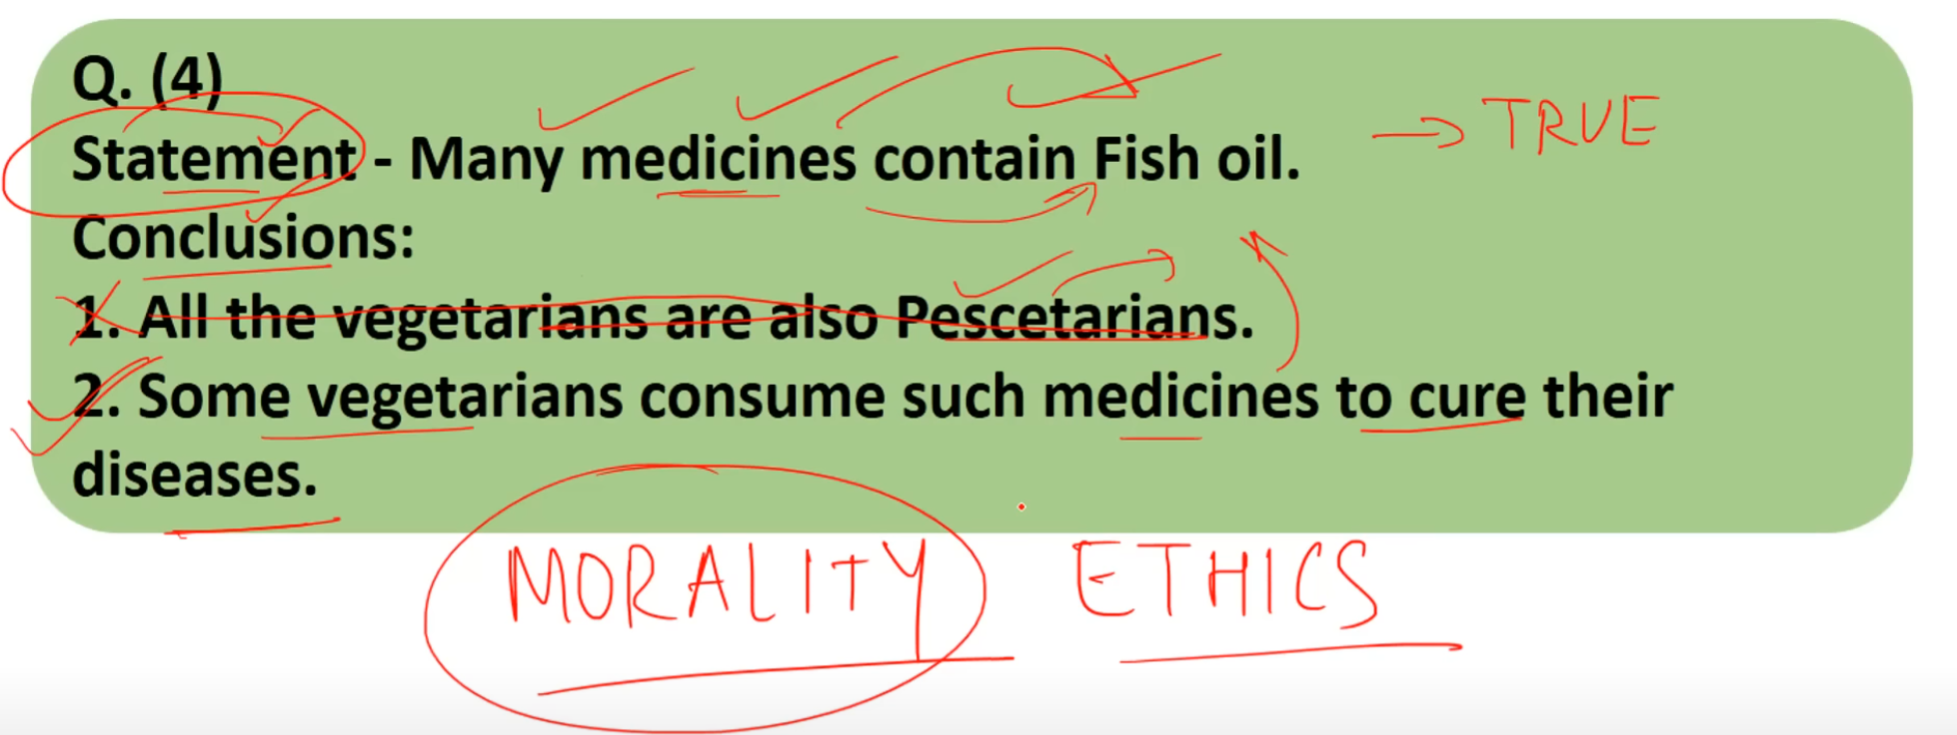 Q. (4)
Statement - Many medicines contain Fish oil. → TRUE
Conclusions:
1. All the vegetarians are also Pescetarians.
2. Some vegetarians consume such medicines to cure their
diseases.
MORALITY ETHICS